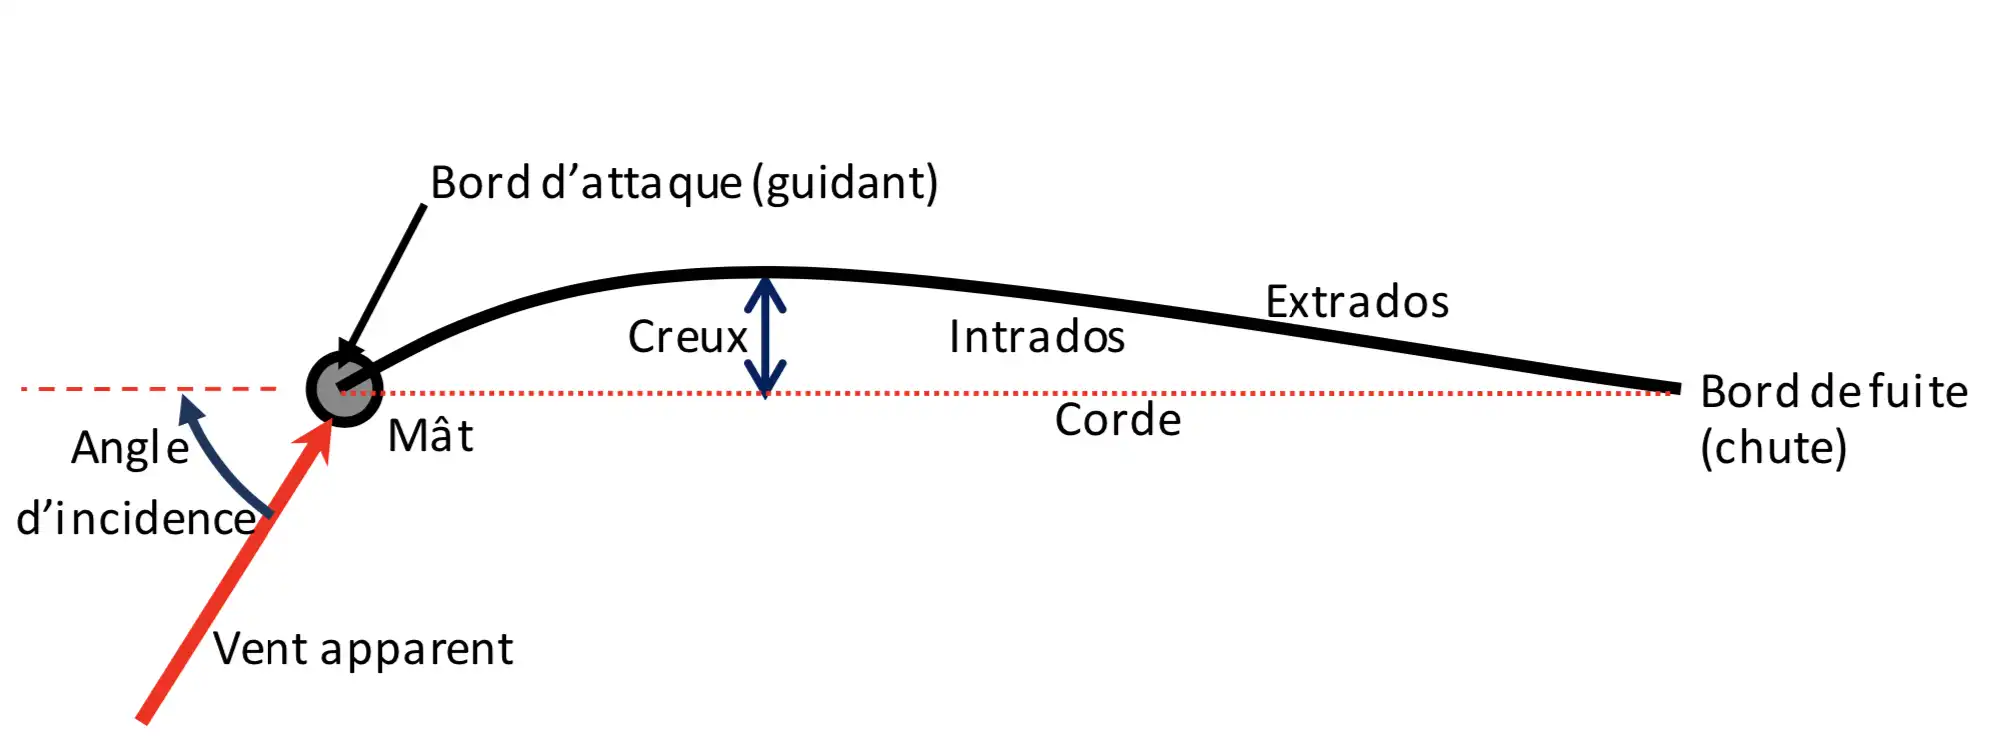 Bord d’attaque (guidant)
Extrados
Creux
Intrados
Bord de fuite
(chute)
Corde
Mât
Angle
d’incidence
Vent apparent